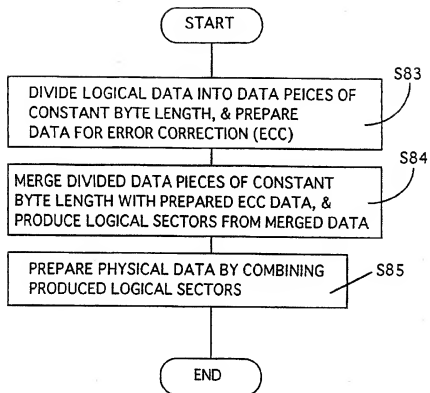 START
S83
DIVIDE LOGICAL DATA INTO DATA PEICES OF
CONSTANT BYTE LENGTH, & PREPARE
DATA FOR ERROR CORRECTION (ECC)
S84
MERGE DIVIDED DATA PIECES OF CONSTANT
BYTE LENGTH WITH PREPARED ECC DATA, &
PRODUCE LOGICAL SECTORS FROM MERGED DATA
S85
PREPARE PHYSICAL DATA BY COMBINING
PRODUCED LOGICAL SECTORS
END